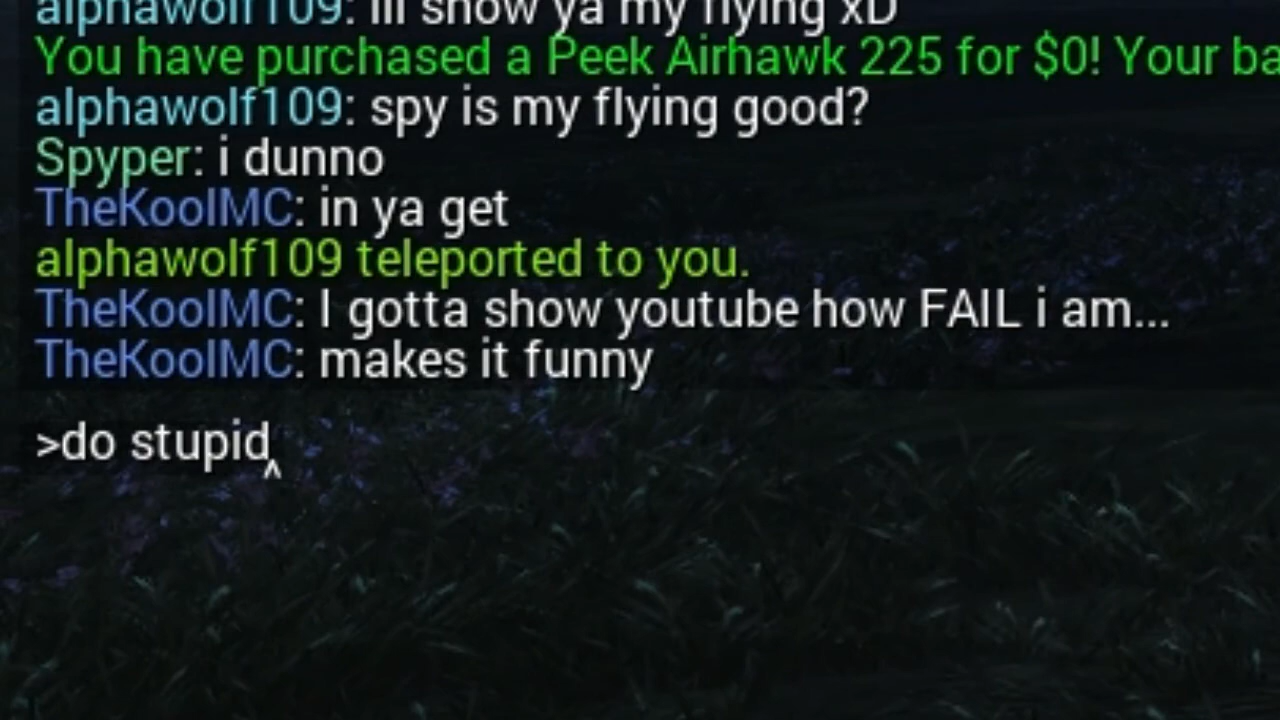 alphawolf109: ill show ya my flying xD
You have purchased a Peek Airhawk 225 for $0! Your ba
alphawolf109: spy is my flying good?
Spyper: i dunno
TheKoolMC: in ya get
alphawolf109 teleported to you.
TheKoolMC: I gotta show youtube how FAIL i am...
TheKoolMC: makes it funny
>do stupid^